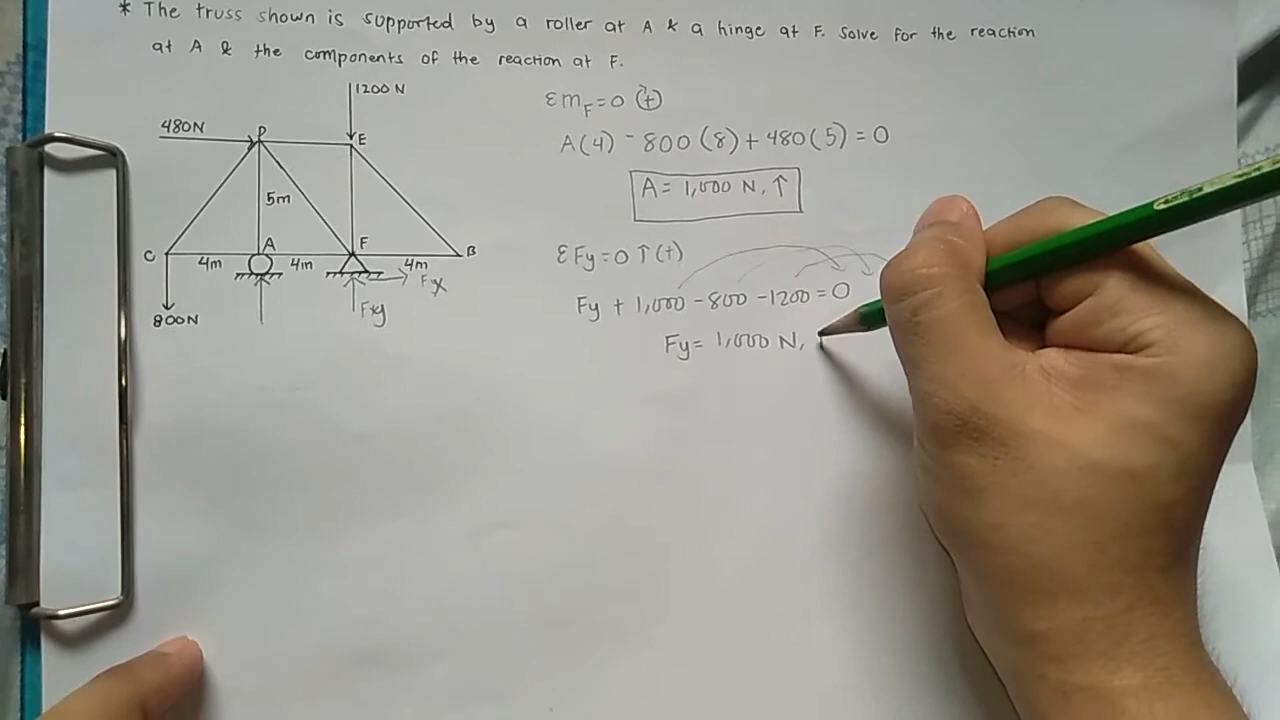 * The truss shown is supported by a roller at A & a hinge at F. Solve for the reaction
at A & the components of the reaction at F.
1200 N
480N
D
E
5m
C
A
F
B
4m
4m
4m
Fx
Fxy
800N
ΣmF=0 (+)
A(4) - 800 (8) + 480(5) = 0
A = 1,000 N, ↑
ΣFy=0 ↑(+)
Fy + 1,000 - 800 - 1200 = 0
Fy= 1,000 N,